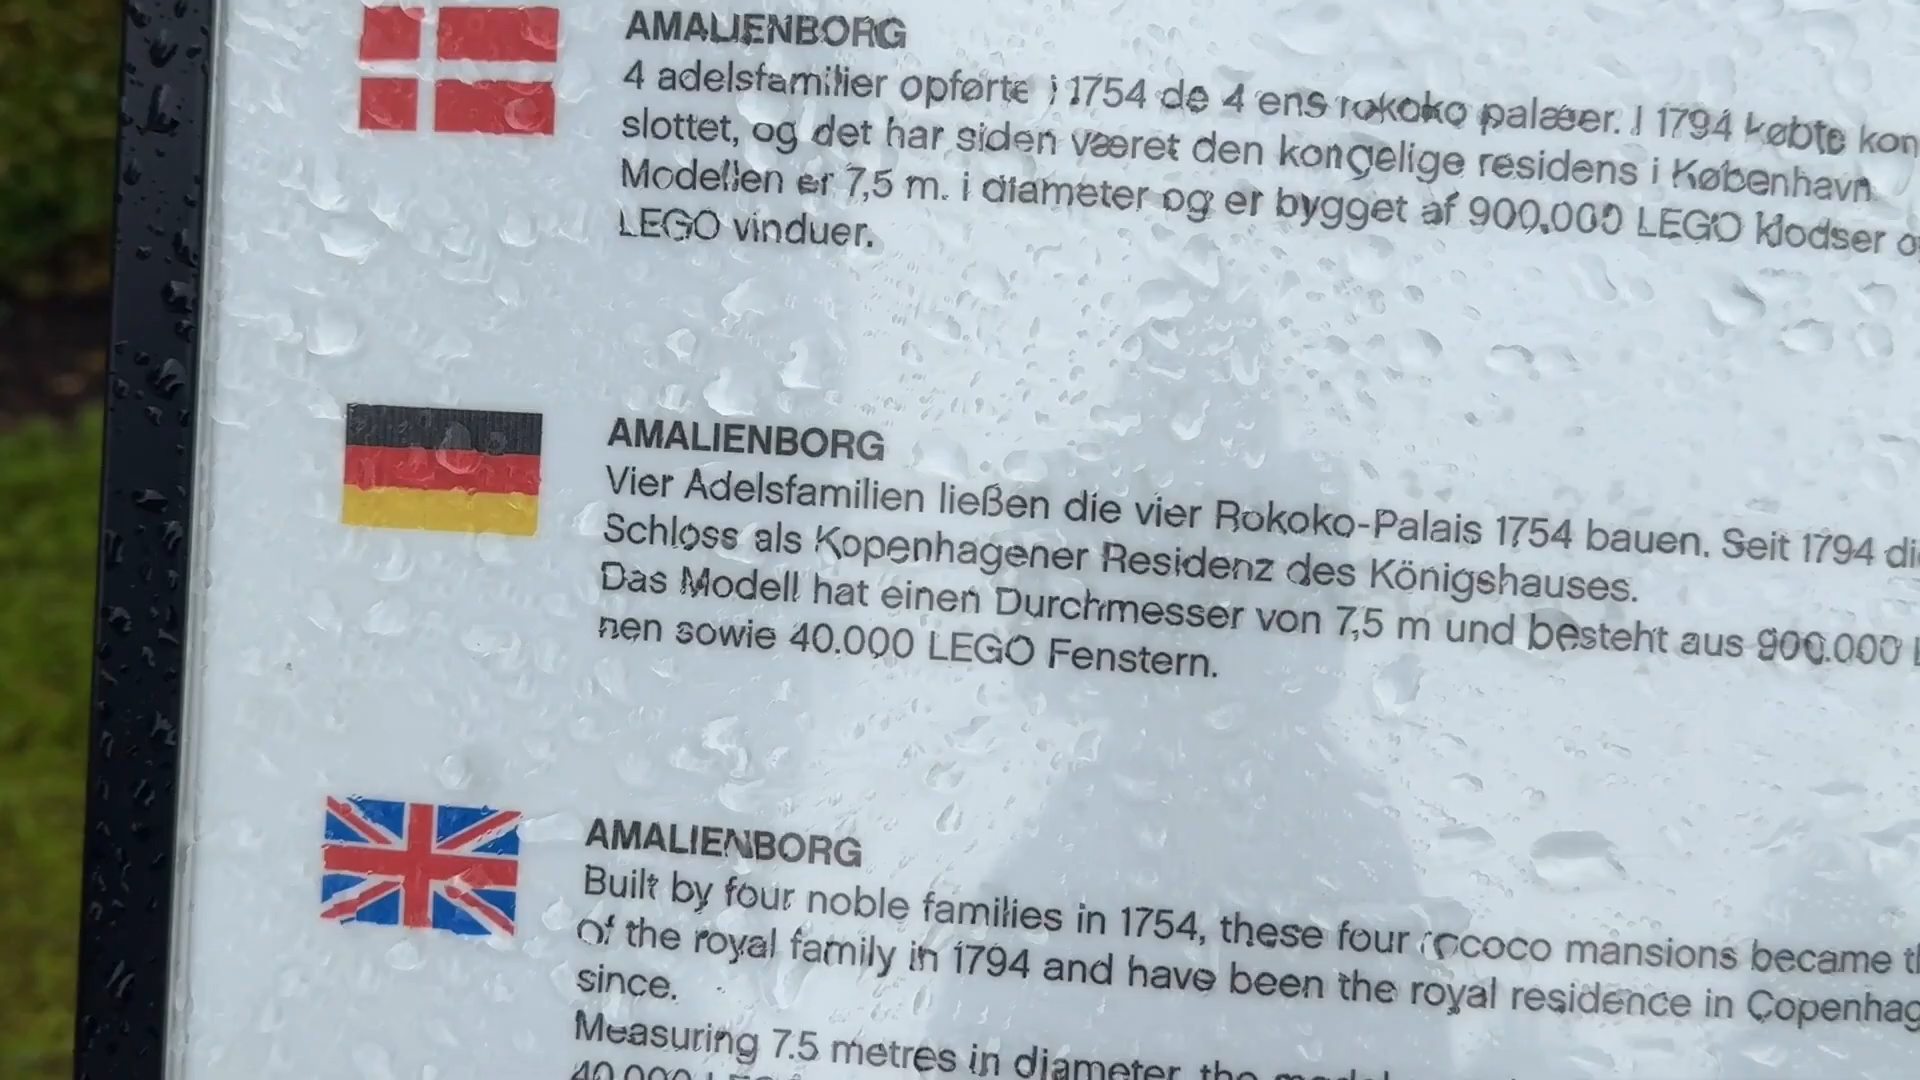 AMALIENBORG
4 adelsfamilier opførte i 1754 de 4 ens rokoko palæer. I 1794 købte kon
slottet, og det har siden været den kongelige residens i København
Modellen er 7,5 m. i diameter og er bygget af 900.000 LEGO klodser o
LEGO vinduer.
AMALIENBORG
Vier Adelsfamilien ließen die vier Rokoko-Palais 1754 bauen. Seit 1794 di
Schloss als Kopenhagener Residenz des Königshauses.
Das Modell hat einen Durchmesser von 7,5 m und besteht aus 900.000
nen sowie 40.000 LEGO Fenstern.
AMALIENBORG
Built by four noble families in 1754, these four rococo mansions became
of the royal family in 1794 and have been the royal residence in Copenhag
since.
Measuring 7.5 metres in diameter, the model
40.000